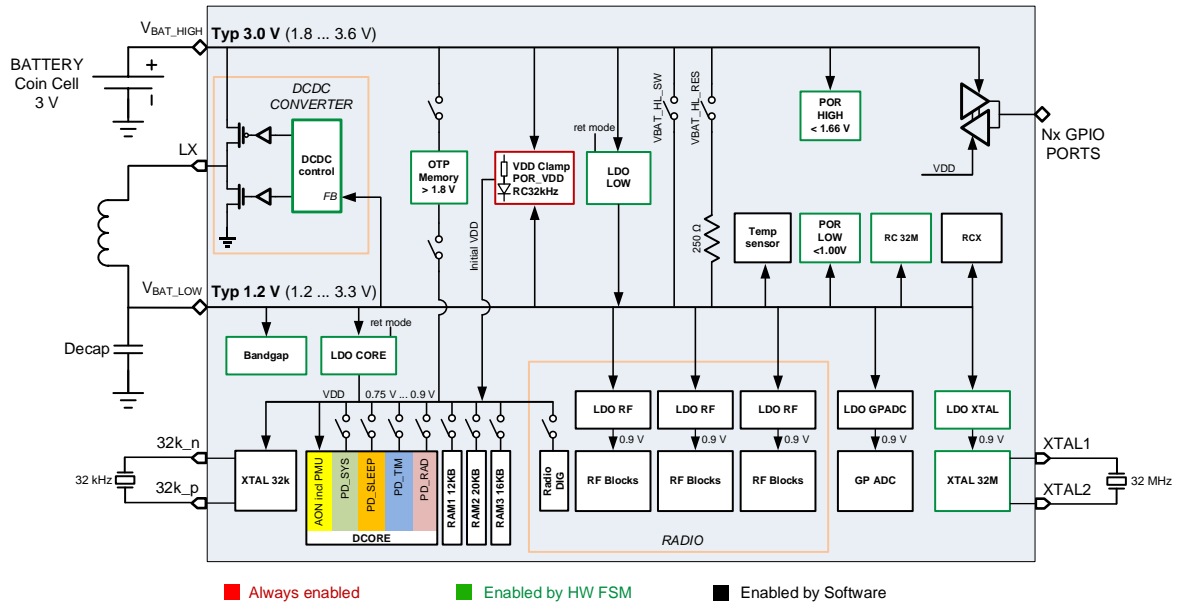 VBAT_HIGH
Typ 3.0 V (1.8 ... 3.6 V)
BATTERY
Coin Cell
3 V
+
DCDC
CONVERTER
DCDC
control
FB
LX
OTP
Memory
> 1.8 V
VDD Clamp
POR_VDD
RC32kHz
Initial VDD
ret mode
LDO
LOW
VBAT_HL_SW
VBAT_HL_RES
250 Ω
POR
HIGH
< 1.66 V
VDD
Nx GPIO
PORTS
Temp
sensor
POR
LOW
<1.00V
RC 32M
RCX
VBAT_LOW
Typ 1.2 V (1.2 ... 3.3 V)
Decap
Bandgap
ret mode
LDO CORE
VDD
0.75 V ... 0.9 V
LDO RF
LDO RF
LDO RF
LDO GPADC
LDO XTAL
0.9 V
0.9 V
0.9 V
0.9 V
0.9 V
32k_n
32 kHz
32k_p
XTAL 32k
AON incl PMU
PD_SYS
PD_SLEEP
PD_TIM
PD_RAD
DCORE
RAM1 12KB
RAM2 20KB
RAM3 16KB
Radio
DIG
RF Blocks
RF Blocks
RF Blocks
GP ADC
XTAL 32M
RADIO
XTAL1
32 MHz
XTAL2
Always enabled
Enabled by HW FSM
Enabled by Software